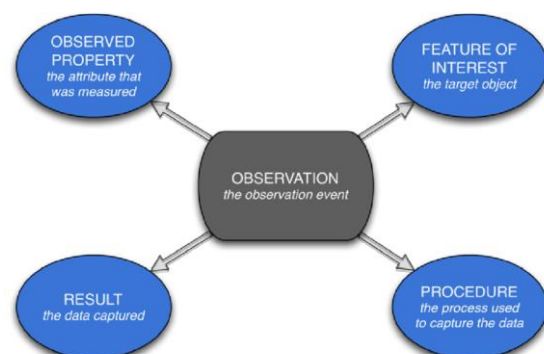 OBSERVED
PROPERTY
the attribute that
was measured
FEATURE OF
INTEREST
the target object
OBSERVATION
the observation event
RESULT
the data captured
PROCEDURE
the process used
to capture the data